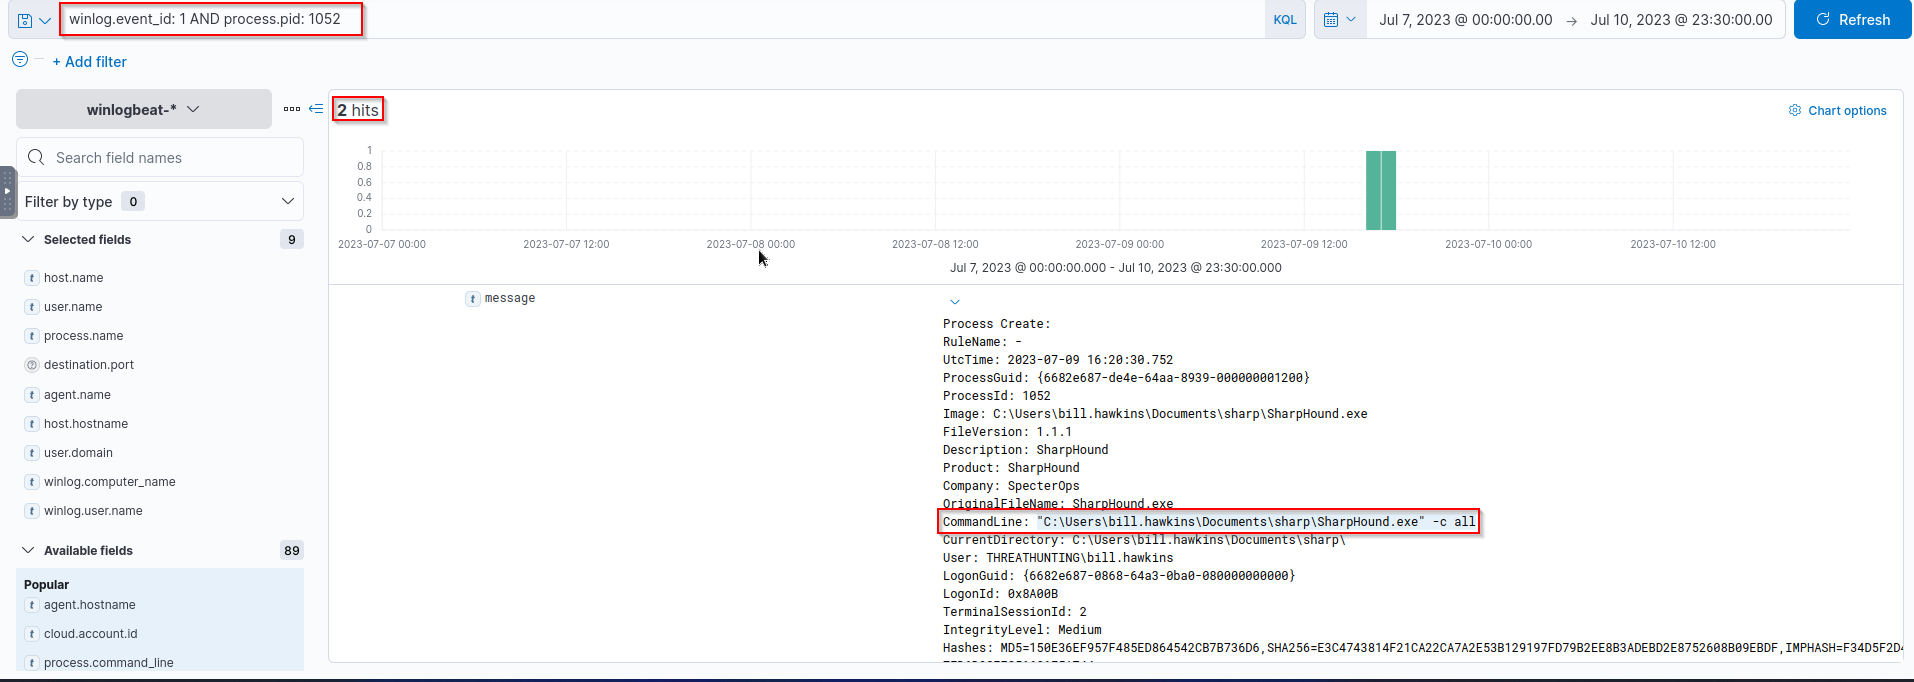 winlog.event_id: 1 AND process.pid: 1052
KQL
Jul 7, 2023 @ 00:00:00.00 → Jul 10, 2023 @ 23:30:00.00
Refresh
+ Add filter
winlogbeat-*
Search field names
Filter by type 0
Selected fields 9
t host.name
t user.name
t process.name
? destination.port
t agent.name
t host.hostname
t user.domain
t winlog.computer_name
t winlog.user.name
Available fields 89
Popular
t agent.hostname
t cloud.account.id
t process.command_line
2 hits
Chart options
1
0.8
0.6
0.4
0.2
0
2023-07-07 00:00 2023-07-07 12:00 2023-07-08 00:00 2023-07-08 12:00 2023-07-09 00:00 2023-07-09 12:00 2023-07-10 00:00 2023-07-10 12:00
Jul 7, 2023 @ 00:00:00.000 - Jul 10, 2023 @ 23:30:00.000
t message
Process Create:
RuleName: -
UtcTime: 2023-07-09 16:20:30.752
ProcessGuid: {6682e687-de4e-64aa-8939-000000001200}
ProcessId: 1052
Image: C:\Users\bill.hawkins\Documents\sharp\SharpHound.exe
FileVersion: 1.1.1
Description: SharpHound
Product: SharpHound
Company: SpecterOps
OriginalFileName: SharpHound.exe
CommandLine: "C:\Users\bill.hawkins\Documents\sharp\SharpHound.exe" -c all
CurrentDirectory: C:\Users\bill.hawkins\Documents\sharp\
User: THREATHUNTING\bill.hawkins
LogonGuid: {6682e687-0868-64a3-0ba0-080000000000}
LogonId: 0x8A00B
TerminalSessionId: 2
IntegrityLevel: Medium
Hashes: MD5=150E36EF957F485ED864542CB7B736D6,SHA256=E3C4743814F21CA22CA7A2E53B129197FD79B2EE8B3ADEBD2E8752608B09EBDF,IMPHASH=F34D5F2D4